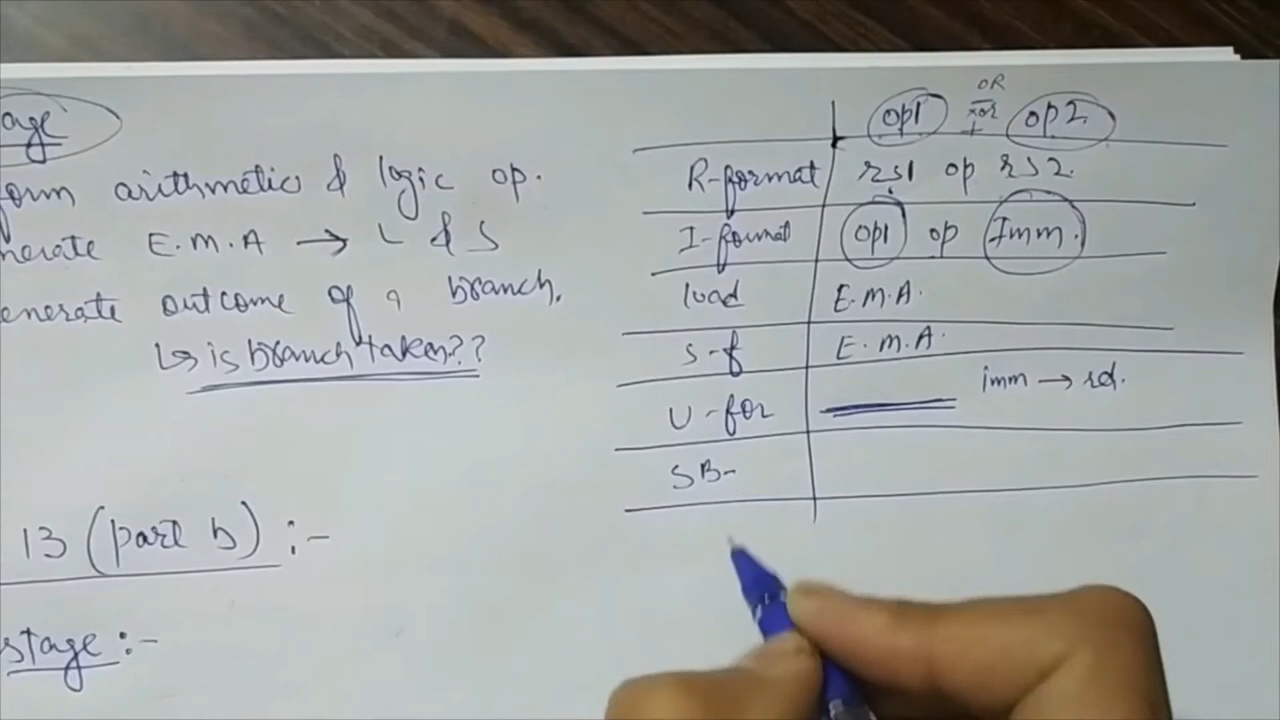 age
form arithmetic & logic op.
nerate E.M.A → L & S
enerate outcome of a branch.
↳ is branch taken??
13 (part b) :-
stage :-
op1 OR xor + op2
R-format rs1 op rs2.
I-format op1 op Imm.
load E.M.A.
S-f E.M.A.
U-for imm → rd.
SB-